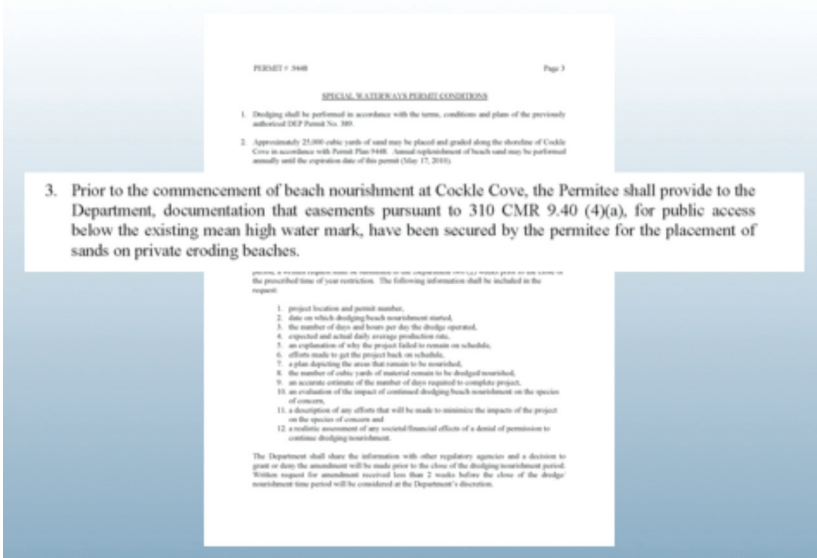 PERMIT # 9448 Page 3
SPECIAL WATERWAYS PERMIT CONDITIONS
1. Dredging shall be performed in accordance with the terms, conditions and plans of the previously
authorized DEP Permit No. 389.
2. Approximately 25,000 cubic yards of sand may be placed and graded along the shoreline of Cockle
Cove in accordance with Permit Plan 9448. Annual replenishment of beach sand may be performed
annually until the expiration date of this permit (May 17, 2010).
3. Prior to the commencement of beach nourishment at Cockle Cove, the Permitee shall provide to the
Department, documentation that easements pursuant to 310 CMR 9.40 (4)(a), for public access
below the existing mean high water mark, have been secured by the permitee for the placement of
sands on private eroding beaches.
the prescribed time of year restriction. The following information shall be included in the
request:
1. project location and permit number,
2. date on which dredging/beach nourishment started,
3. the number of days and hours per day the dredge operated,
4. expected and actual daily average production rate,
5. an explanation of why the project failed to remain on schedule,
6. efforts made to get the project back on schedule,
7. a plan depicting the areas that remain to be nourished,
8. the number of cubic yards of material remain to be dredged/nourished,
9. an accurate estimate of the number of days required to complete project,
10. an evaluation of the impact of continued dredging/beach nourishment on the species
of concern,
11. a description of any efforts that will be made to minimize the impacts of the project
on the species of concern and
12. a realistic assessment of any societal/financial effects of a denial of permission to
continue dredging/nourishment.
The Department shall share the information with other regulatory agencies and a decision to
grant or deny the amendment will be made prior to the close of the dredging/nourishment period.
Written request for amendment received less than 2 weeks before the close of the dredge/
nourishment time period will be considered at the Department's discretion.